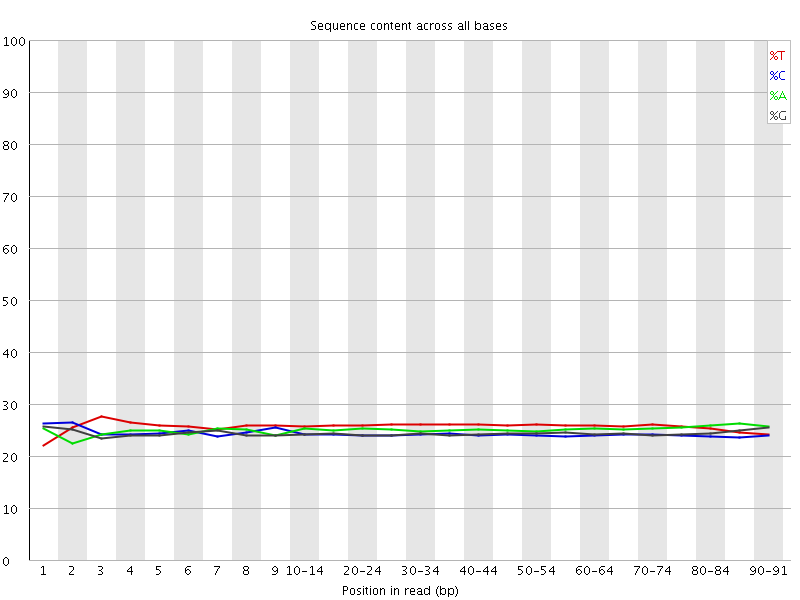 Sequence content across all bases
100
90
80
70
60
50
40
30
20
10
0
%T
%C
%A
%G
1 2 3 4 5 6 7 8 9 10-14 20-24 30-34 40-44 50-54 60-64 70-74 80-84 90-91
Position in read (bp)